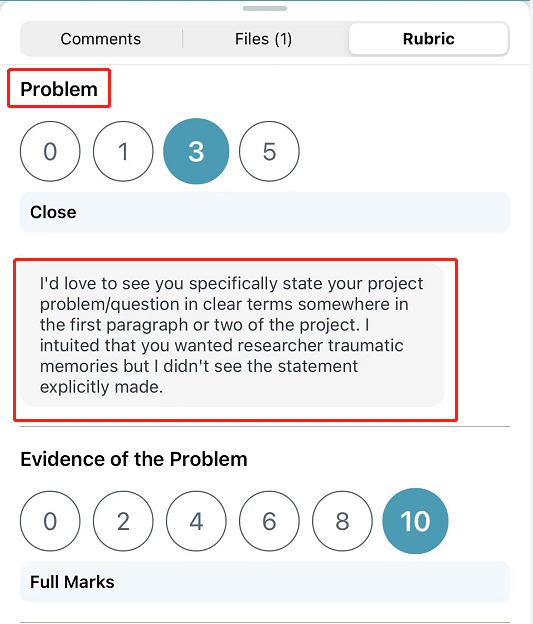 Comments Files (1) Rubric
Problem
0 1 3 5
Close
I'd love to see you specifically state your project
problem/question in clear terms somewhere in
the first paragraph or two of the project. I
intuited that you wanted researcher traumatic
memories but I didn't see the statement
explicitly made.
Evidence of the Problem
0 2 4 6 8 10
Full Marks